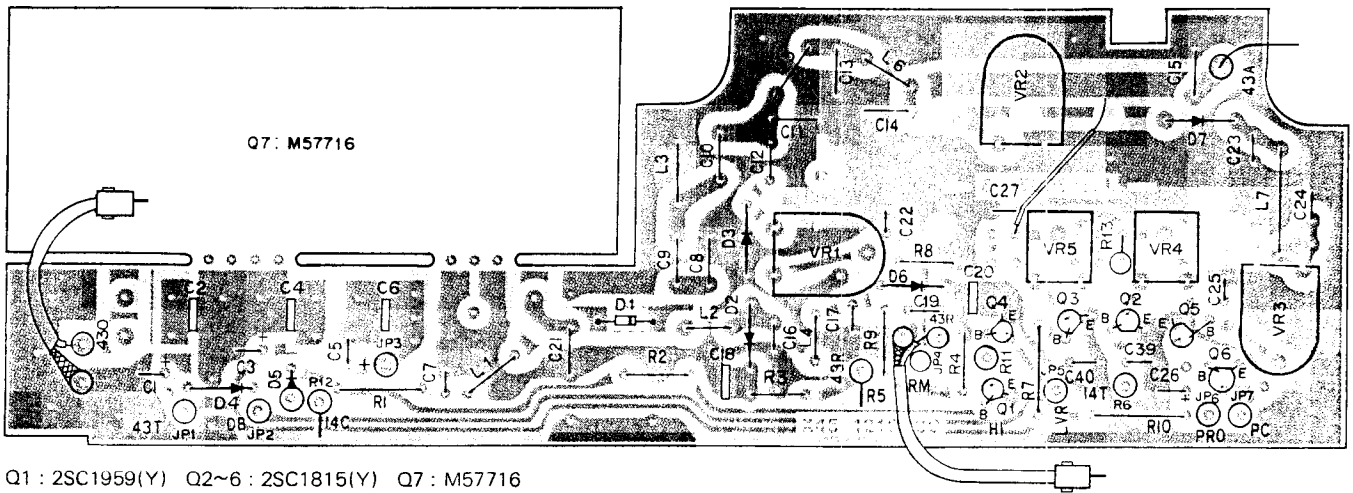 Q7: M57716
VR2
C13
L6
C14
C15
43A
D7
C23
L7
C24
C11
C10
C12
L3
C27
C22
VR1
VR5
R13
VR4
VR3
D3
C9
C8
R8
D6
C20
C25
C2
C4
C6
D1
L2
D2
C16
L4
C17
C19
Q4
E
B
Q3
E
B
Q2
E
B
Q5
E
B
430
C3
C5
JP3
L1
C21
R2
C18
R3
43R
R9
43R
JP4
R4
R11
C39
Q6
B
E
C1
D4
D5
R12
R1
C7
R5
RM
E
B
Q1
R7
JP5
C40
14T
R6
C26
43T
JP1
DB
JP2
14C
HI
LVR
R10
JP6
JP7
PRO
PC
Q1 : 2SC1959(Y) Q2~6 : 2SC1815(Y) Q7 : M57716